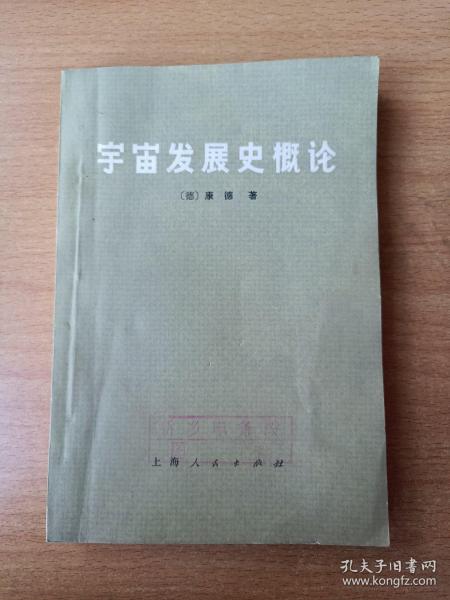 宇宙发展史概论
〔德〕康德 著
上海人民出版社
孔夫子旧书网
www.kongfz.com